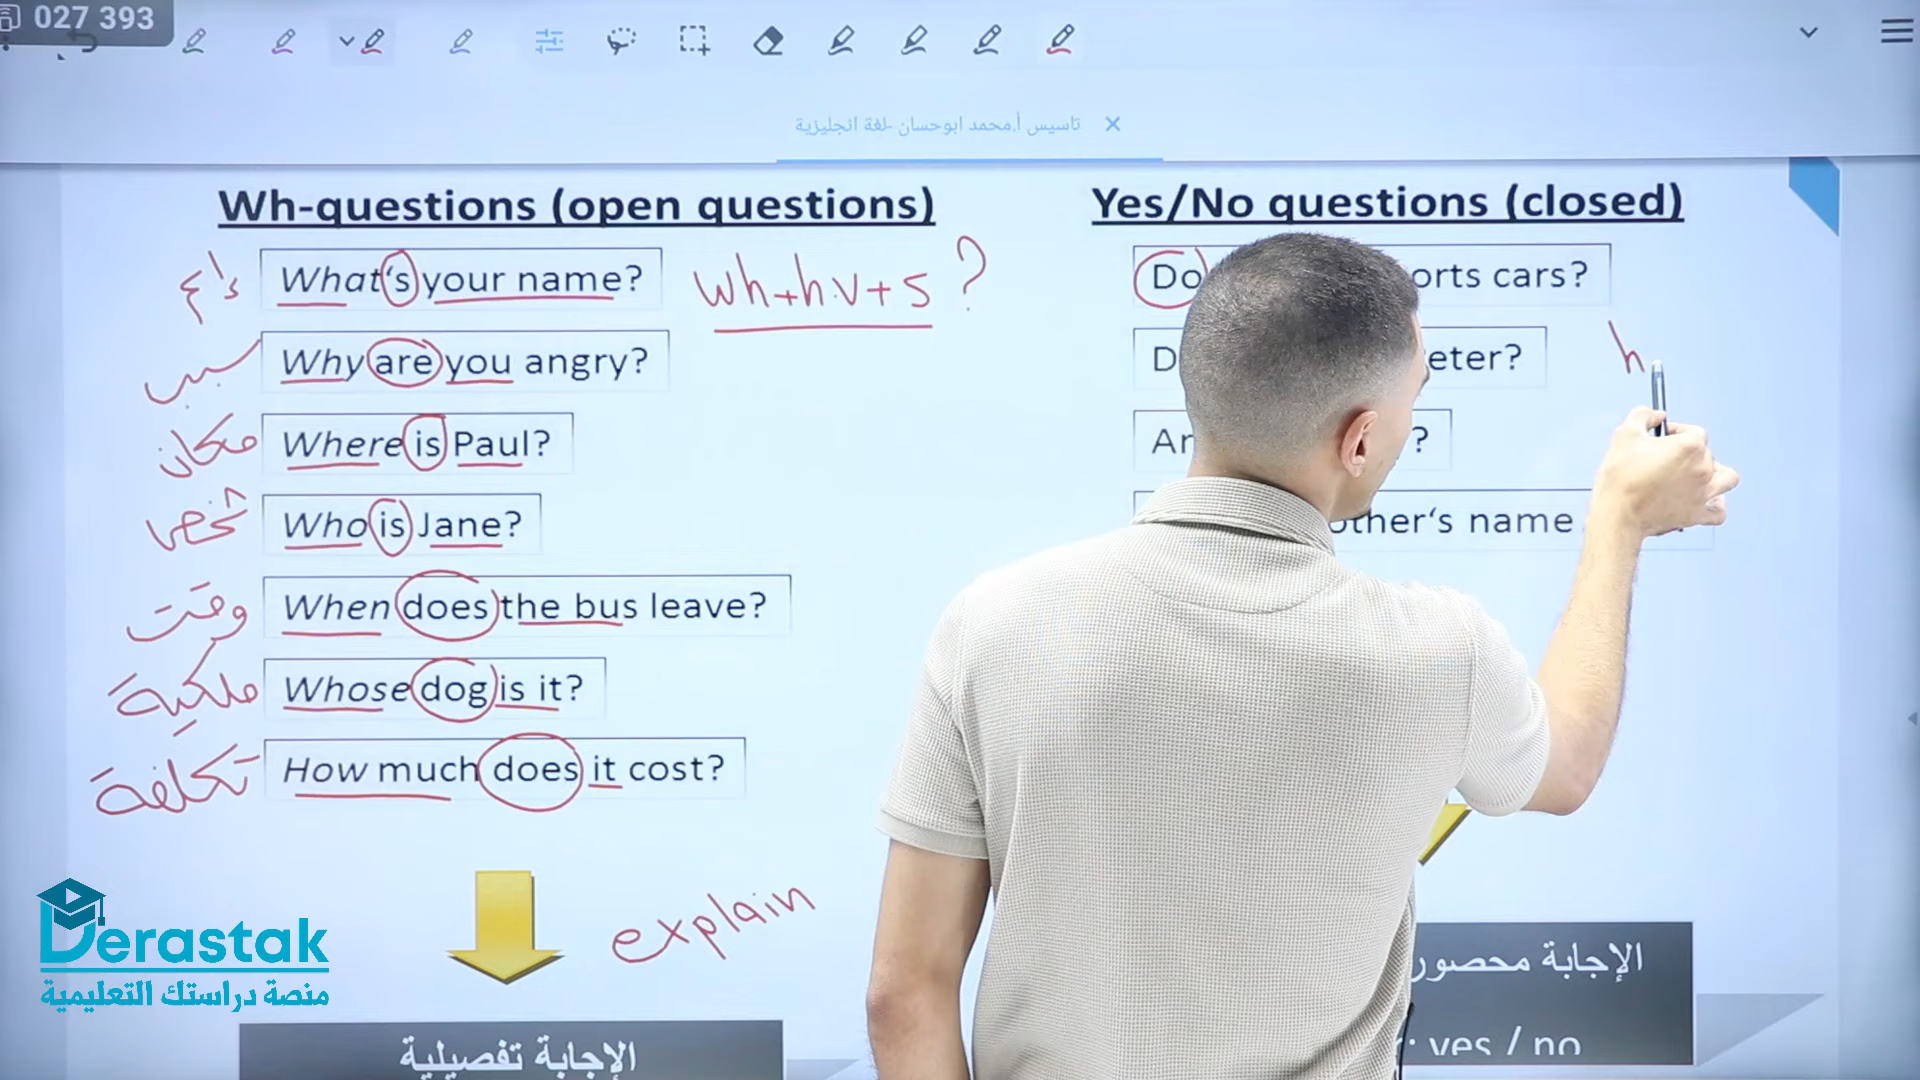 027 393
تاسيس أ.محمد ابوحسان -لغة انجليزية
Wh-questions (open questions)
What's your name?
wh+h.v+s ?
سبب
Why are you angry?
مكان
Where is Paul?
شخص
Who is Jane?
وقت
When does the bus leave?
ملكية
Whose dog is it?
تكلفة
How much does it cost?
explain
الإجابة تفصيلية
Yes/No questions (closed)
Do orts cars?
eter?
h
?
other's name
الإجابة محصور
: yes / no
Derastak
منصة دراستك التعليمية